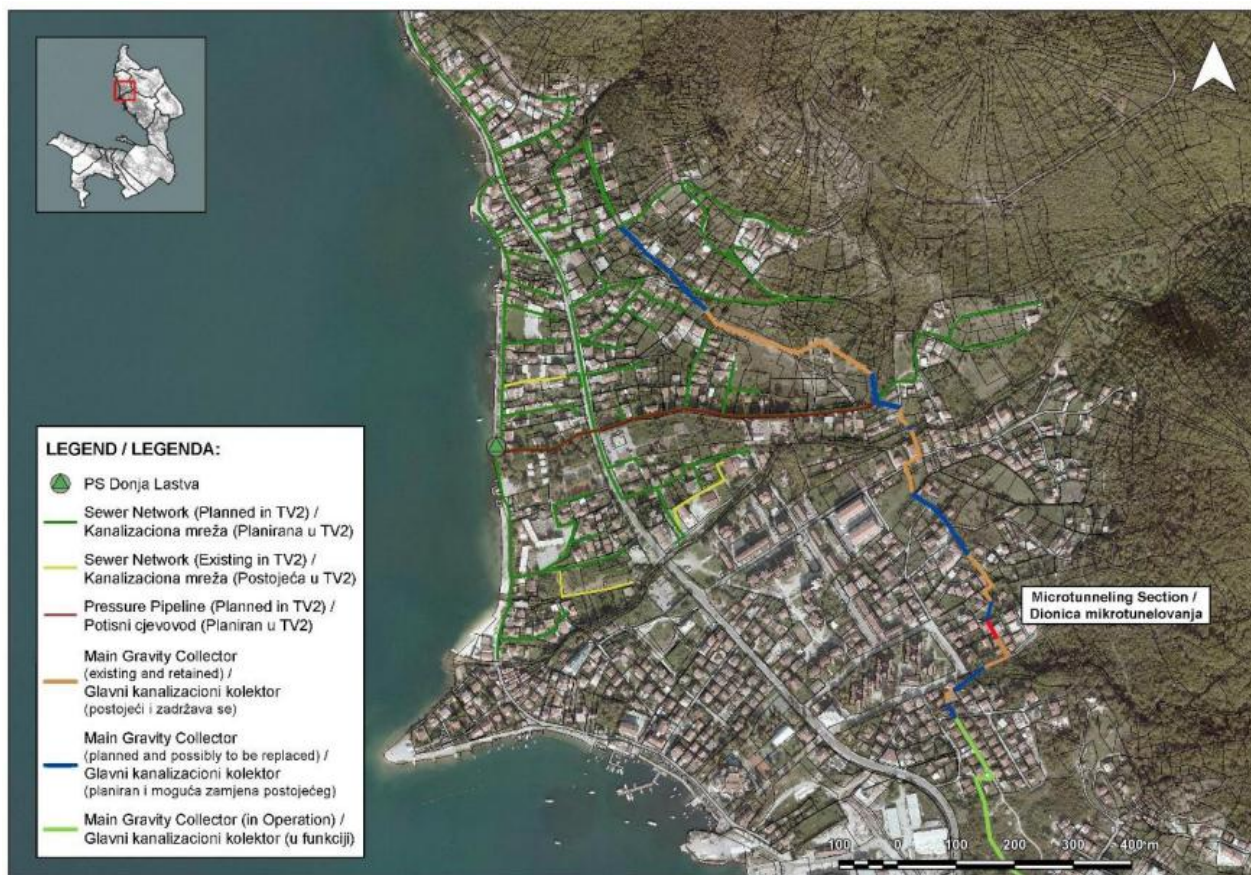 LEGEND / LEGENDA:
PS Donja Lastva
Sewer Network (Planned in TV2) /
Kanalizaciona mreža (Planirana u TV2)
Sewer Network (Existing in TV2) /
Kanalizaciona mreža (Postojeća u TV2)
Pressure Pipeline (Planned in TV2) /
Potisni cjevovod (Planiran u TV2)
Main Gravity Collector
(existing and retained) /
Glavni kanalizacioni kolektor
(postojeći i zadržava se)
Main Gravity Collector
(planned and possibly to be replaced) /
Glavni kanalizacioni kolektor
(planiran i moguća zamjena postojećeg)
Main Gravity Collector (in Operation) /
Glavni kanalizacioni kolektor (u funkciji)
Microtunneling Section /
Dionica mikrotunelovanja
100 0 100 200 300 400 m